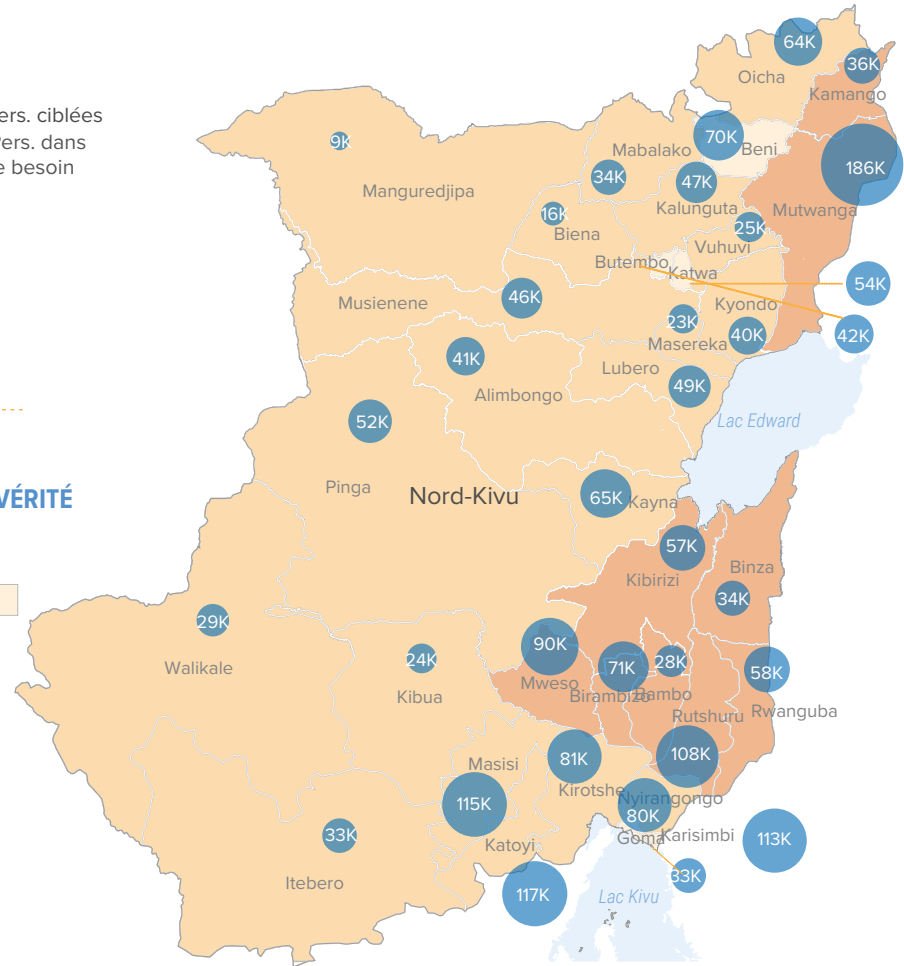 64K
36K
Oicha
Kamango
ers. ciblées
Pers. dans
e besoin
9K
70K
Mabalako
Beni
186K
34K
47K
Manguredjipa
Kalunguta
Mutwanga
16K
25K
Biena
Vuhuvi
Butembo
Katwa
54K
Musienene
46K
Kyondo
23K
40K
42K
Masereka
41K
Lubero
49K
Alimbongo
52K
Lac Edward
Pinga
Nord-Kivu
65K
Kayna
VÉRITÉ
57K
Kibirizi
Binza
34K
29K
90K
24K
71K
28K
Walikale
58K
Mweso
Birambizo
Bambo
Kibua
Rutshuru
Rwanguba
81K
108K
Masisi
Kirotshe
Nyirangongo
115K
80K
33K
Katoyi
Goma
Karisimbi
113K
Itebero
33K
117K
Lac Kivu